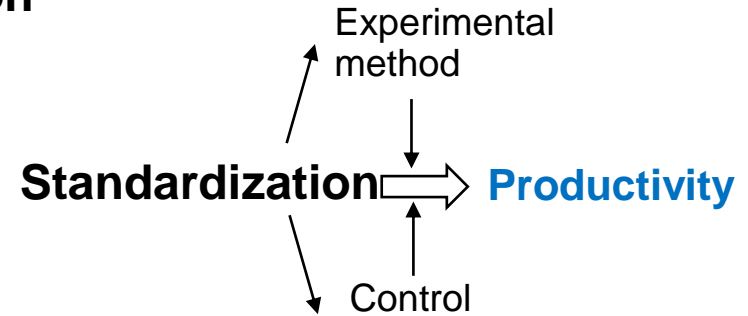 Experimental
method
Standardization Productivity
Control